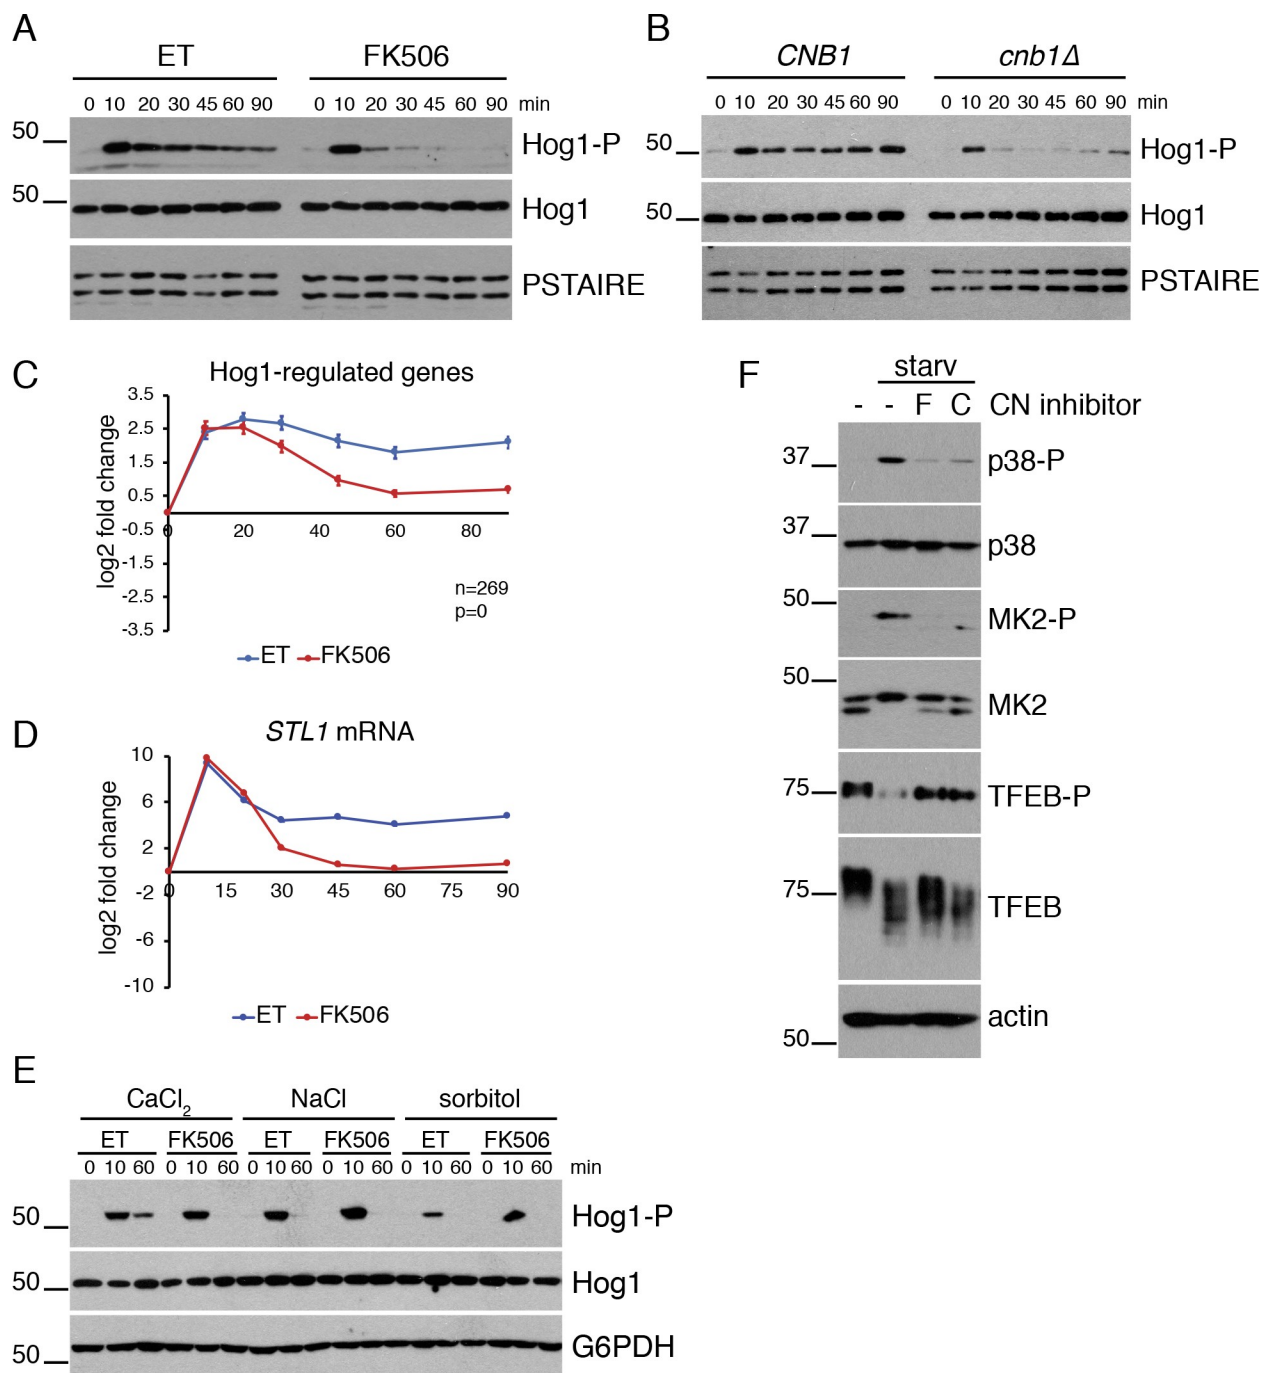 A
ET FK506
0 10 20 30 45 60 90 0 10 20 30 45 60 90 min
50 Hog1-P
50 Hog1
PSTAIRE
B
CNB1 cnb1Δ
0 10 20 30 45 60 90 0 10 20 30 45 60 90 min
50 Hog1-P
50 Hog1
PSTAIRE
C
Hog1-regulated genes
log2 fold change
3.5
2.5
1.5
0.5
-0.5
-1.5
-2.5
-3.5
0 20 40 60 80
n=269
p=0
ET FK506
D
STL1 mRNA
log2 fold change
10
6
2
-2
-6
-10
0 15 30 45 60 75 90
ET FK506
E
CaCl2 NaCl sorbitol
ET FK506 ET FK506 ET FK506
0 10 60 0 10 60 0 10 60 0 10 60 0 10 60 0 10 60 min
50 Hog1-P
50 Hog1
50 G6PDH
F
starv
- - F C CN inhibitor
37 p38-P
37 p38
50 MK2-P
50 MK2
75 TFEB-P
75 TFEB
actin
50